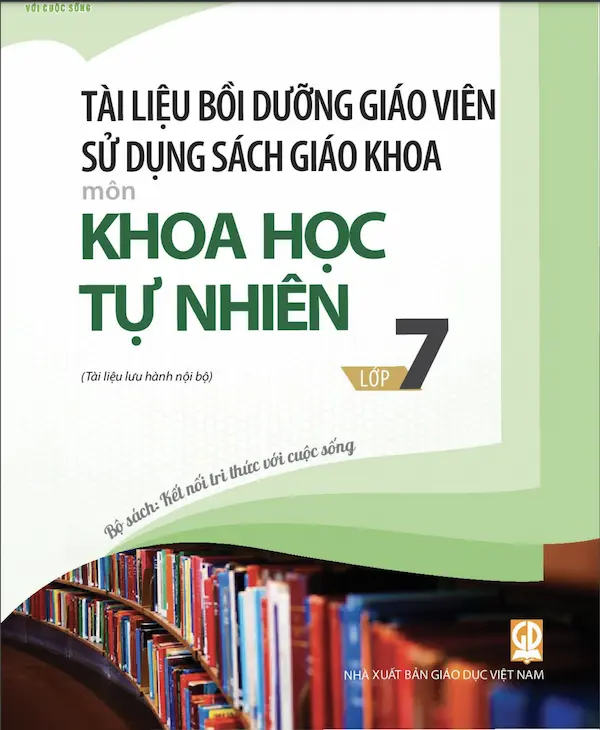 VỚI CUỘC SỐNG
TÀI LIỆU BỒI DƯỠNG GIÁO VIÊN
SỬ DỤNG SÁCH GIÁO KHOA
môn
KHOA HỌC
TỰ NHIÊN
LỚP 7
(Tài liệu lưu hành nội bộ)
Bộ sách: Kết nối tri thức với cuộc sống
GD
NHÀ XUẤT BẢN GIÁO DỤC VIỆT NAM